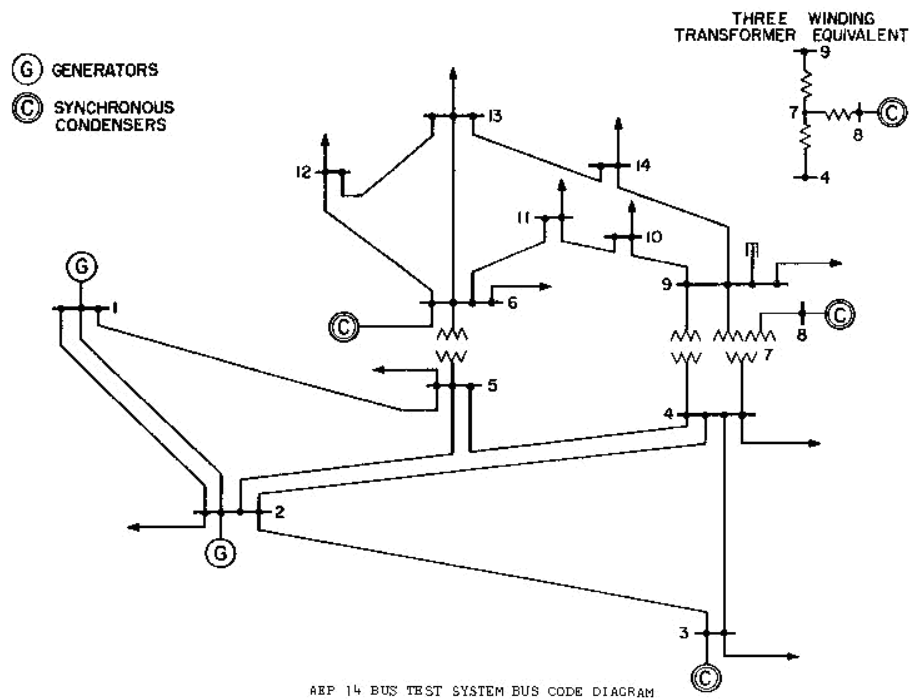 THREE WINDING
TRANSFORMER EQUIVALENT
9
7
8
C
4
G GENERATORS
C SYNCHRONOUS
CONDENSERS
13
12
14
11
10
G
1
9
6
C
8
C
7
5
4
2
G
3
C
AEP 14 BUS TEST SYSTEM BUS CODE DIAGRAM